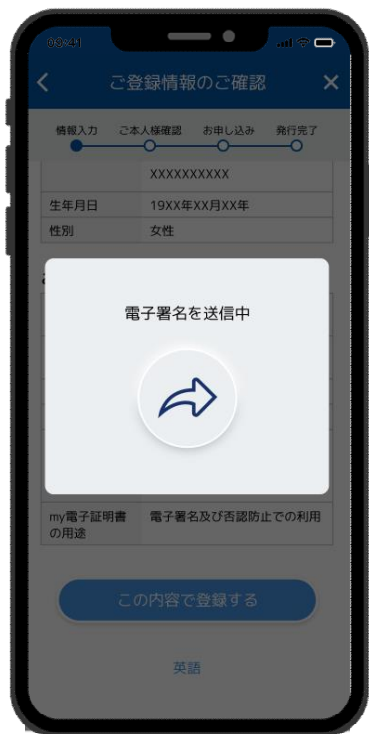 09:41
ご登録情報のご確認
情報入力 ご本人様確認 お申し込み 発行完了
XXXXXXXXXX
生年月日 19XX年XX月XX年
性別 女性
電子署名を送信中
my電子証明書 電子署名及び否認防止での利用
の用途
この内容で登録する
英語